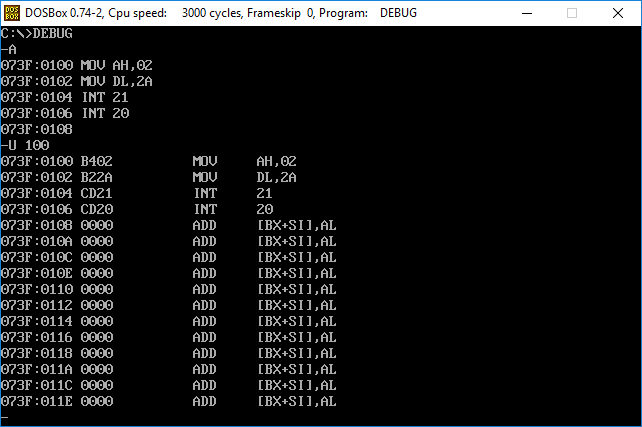 DOSBox 0.74-2, Cpu speed: 3000 cycles, Frameskip 0, Program: DEBUG
C:\>DEBUG
-A
073F:0100 MOV AH,02
073F:0102 MOV DL,2A
073F:0104 INT 21
073F:0106 INT 20
073F:0108
-U 100
073F:0100 B402 MOV AH,02
073F:0102 B22A MOV DL,2A
073F:0104 CD21 INT 21
073F:0106 CD20 INT 20
073F:0108 0000 ADD [BX+SI],AL
073F:010A 0000 ADD [BX+SI],AL
073F:010C 0000 ADD [BX+SI],AL
073F:010E 0000 ADD [BX+SI],AL
073F:0110 0000 ADD [BX+SI],AL
073F:0112 0000 ADD [BX+SI],AL
073F:0114 0000 ADD [BX+SI],AL
073F:0116 0000 ADD [BX+SI],AL
073F:0118 0000 ADD [BX+SI],AL
073F:011A 0000 ADD [BX+SI],AL
073F:011C 0000 ADD [BX+SI],AL
073F:011E 0000 ADD [BX+SI],AL
-